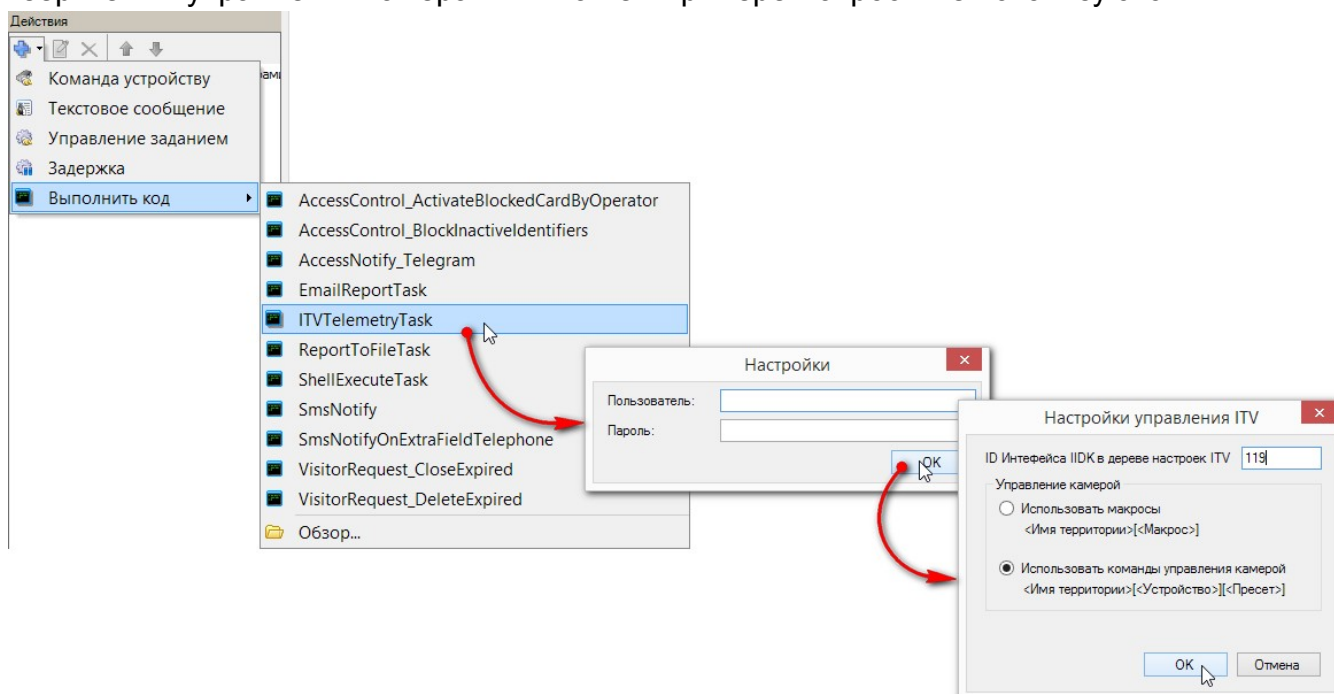 Действия
Команда устройству
Текстовое сообщение
Управление заданием
Задержка
Выполнить код
AccessControl_ActivateBlockedCardByOperator
AccessControl_BlockInactiveIdentifiers
AccessNotify_Telegram
EmailReportTask
ITVTelemetryTask
ReportToFileTask
ShellExecuteTask
SmsNotify
SmsNotifyOnExtraFieldTelephone
VisitorRequest_CloseExpired
VisitorRequest_DeleteExpired
Обзор...
Настройки
Пользователь:
Пароль:
OK
Настройки управления ITV
ID Интефейса IIDK в дереве настроек ITV 119
Управление камерой
Использовать макросы
<Имя территории>[<Макрос>]
Использовать команды управления камерой
<Имя территории>[<Устройство>][<Пресет>]
OK Отмена